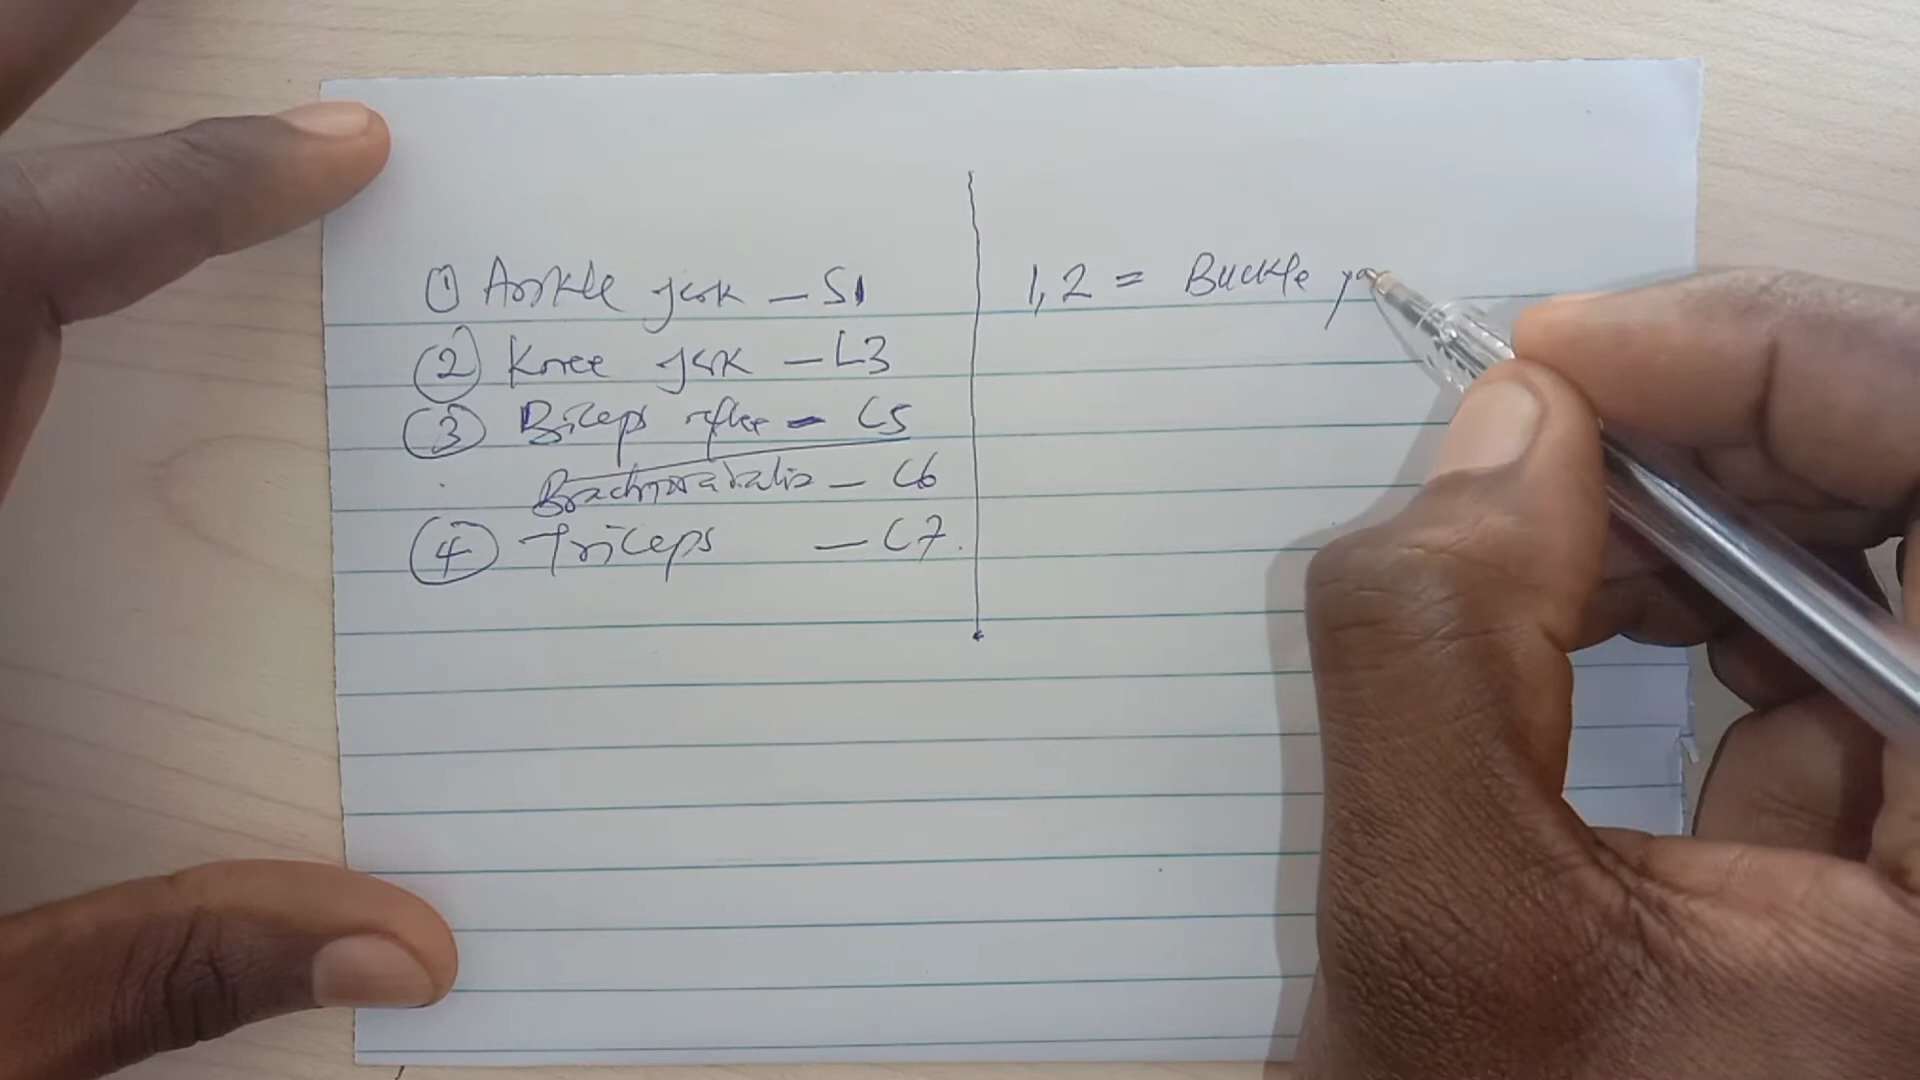 ① Ankle jerk – S1
② Knee jerk – L3
③ Biceps reflex – C5
Brachioradialis – C6
④ Triceps – C7.
1, 2 = Buckle yo